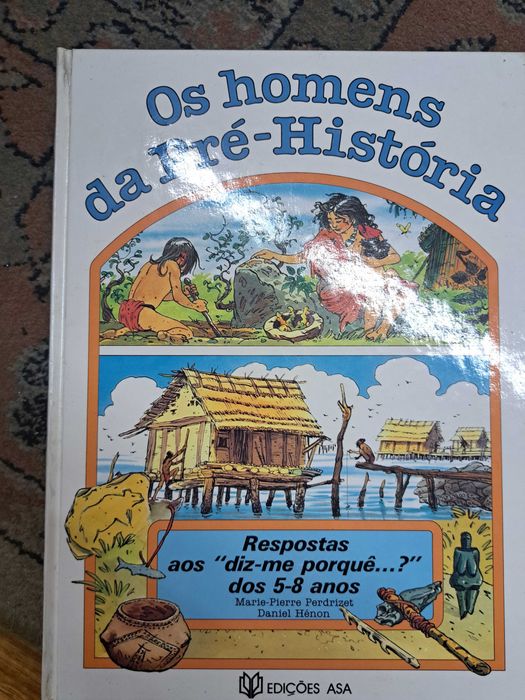 Os homens
da Pré-História
Respostas
aos "diz-me porquê...?"
dos 5-8 anos
Marie-Pierre Perdrizet
Daniel Hénon
EDIÇÕES ASA